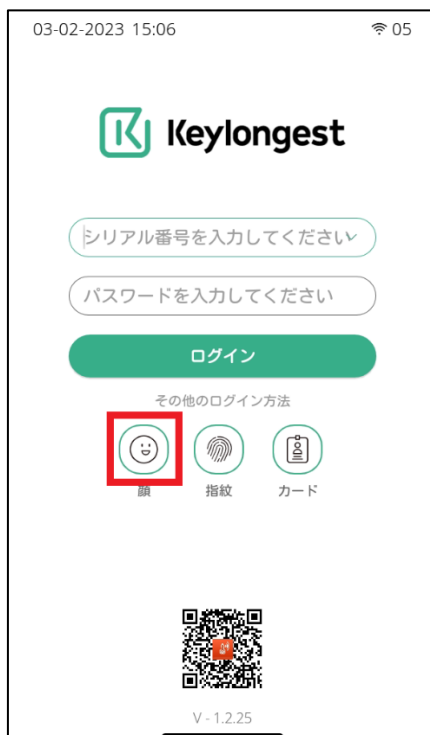 03-02-2023 15:06 05
Keylongest
シリアル番号を入力してください
パスワードを入力してください
ログイン
その他のログイン方法
顔 指紋 カード
V - 1.2.25